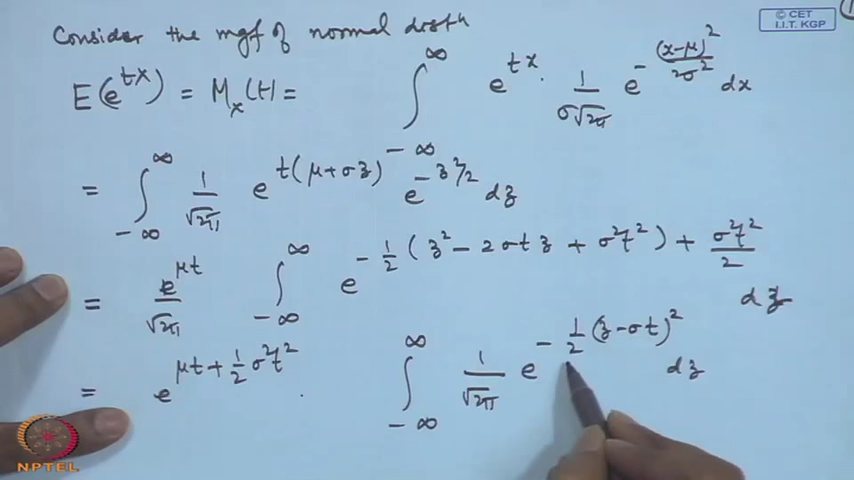 © CET
I.I.T. KGP
Consider the mgf of normal distn
E(e^{tX}) = M_X(t) = ∫_{-∞}^{∞} e^{tx} · 1/(σ√2π) e^{-(x-μ)²/2σ²} dx
= ∫_{-∞}^{∞} 1/√2π e^{t(μ+σz)} e^{-z²/2} dz
= e^{μt}/√2π ∫_{-∞}^{∞} e^{-1/2 (z² - 2σtz + σ²t²) + σ²t²/2} dz
= e^{μt + 1/2 σ²t²} · ∫_{-∞}^{∞} 1/√2π e^{-1/2 (z-σt)²} dz
NPTEL